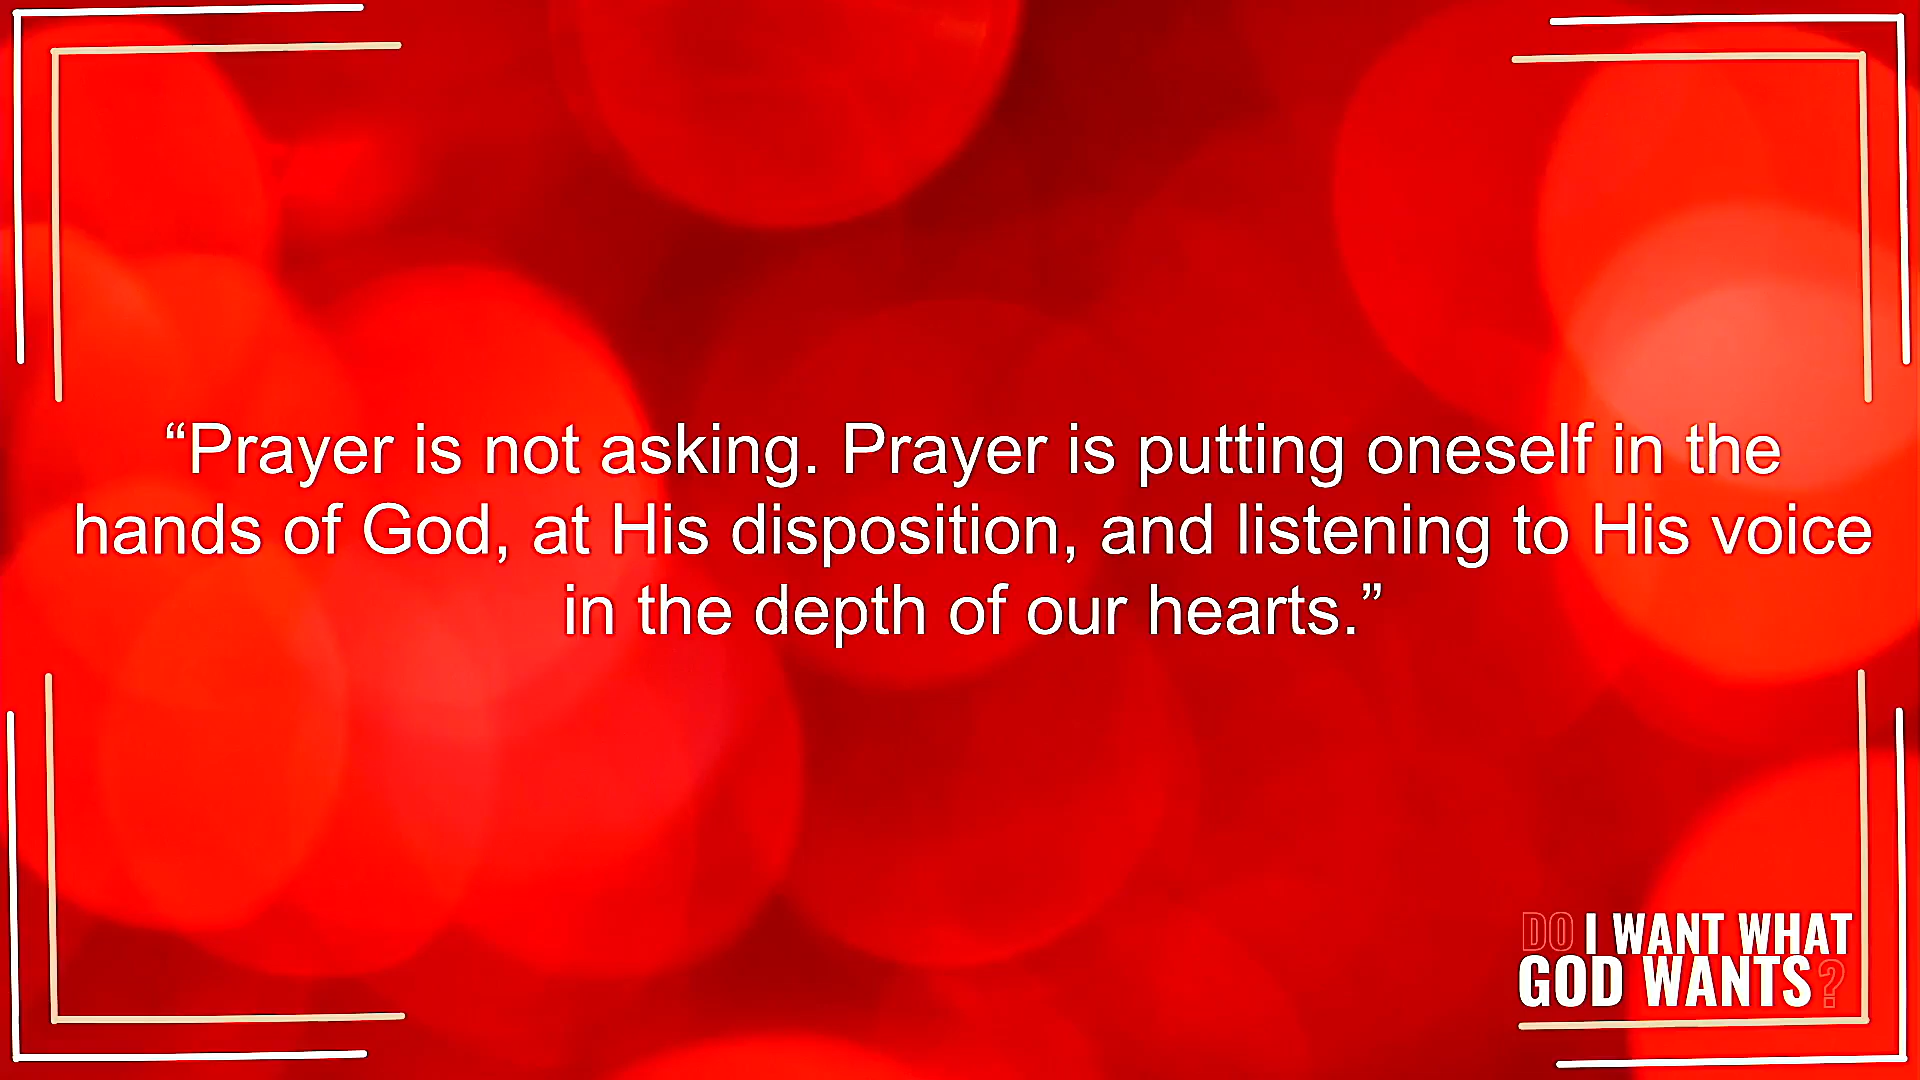 “Prayer is not asking. Prayer is putting oneself in the
hands of God, at His disposition, and listening to His voice
in the depth of our hearts.”
DO I WANT WHAT
GOD WANTS?